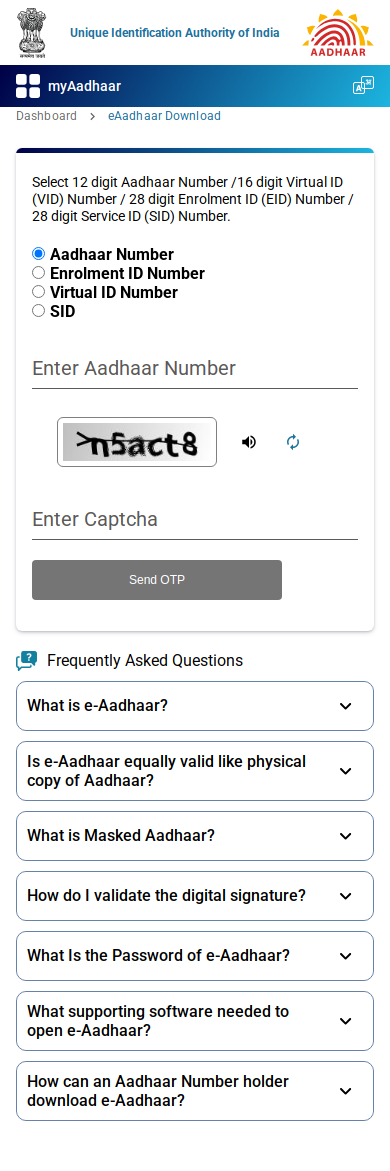 सत्यमेव जयते
Unique Identification Authority of India
AADHAAR
myAadhaar
Dashboard > eAadhaar Download
Select 12 digit Aadhaar Number /16 digit Virtual ID
(VID) Number / 28 digit Enrolment ID (EID) Number /
28 digit Service ID (SID) Number.
Aadhaar Number
Enrolment ID Number
Virtual ID Number
SID
Enter Aadhaar Number
n5act8
Enter Captcha
Send OTP
Frequently Asked Questions
What is e-Aadhaar?
Is e-Aadhaar equally valid like physical
copy of Aadhaar?
What is Masked Aadhaar?
How do I validate the digital signature?
What Is the Password of e-Aadhaar?
What supporting software needed to
open e-Aadhaar?
How can an Aadhaar Number holder
download e-Aadhaar?